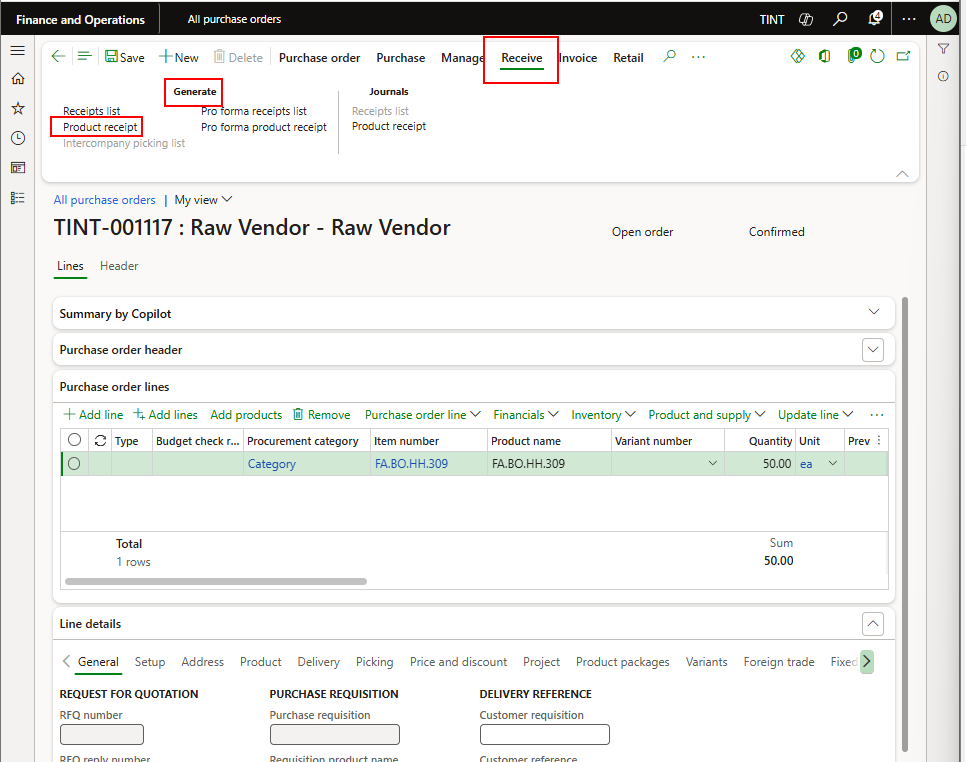 Finance and Operations All purchase orders TINT 4 AD
Save New Delete Purchase order Purchase Manage Receive Invoice Retail 0
Generate Journals
Receipts list Pro forma receipts list Receipts list
Product receipt Pro forma product receipt Product receipt
Intercompany picking list
All purchase orders | My view
TINT-001117 : Raw Vendor - Raw Vendor Open order Confirmed
Lines Header
Summary by Copilot
Purchase order header
Purchase order lines
Add line Add lines Add products Remove Purchase order line Financials Inventory Product and supply Update line
Type Budget check r... Procurement category Item number Product name Variant number Quantity Unit Prev
Category FA.BO.HH.309 FA.BO.HH.309 50.00 ea
Total Sum
1 rows 50.00
Line details
General Setup Address Product Delivery Picking Price and discount Project Product packages Variants Foreign trade Fixed
REQUEST FOR QUOTATION PURCHASE REQUISITION DELIVERY REFERENCE
RFQ number Purchase requisition Customer requisition
RFQ reply number Requisition product name Customer reference